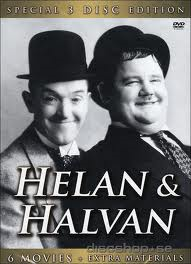 SPECIAL 3 DISC EDITION
DVD
HELAN &
HALVAN
discshop.se
6 MOVIES + EXTRA MATERIALS